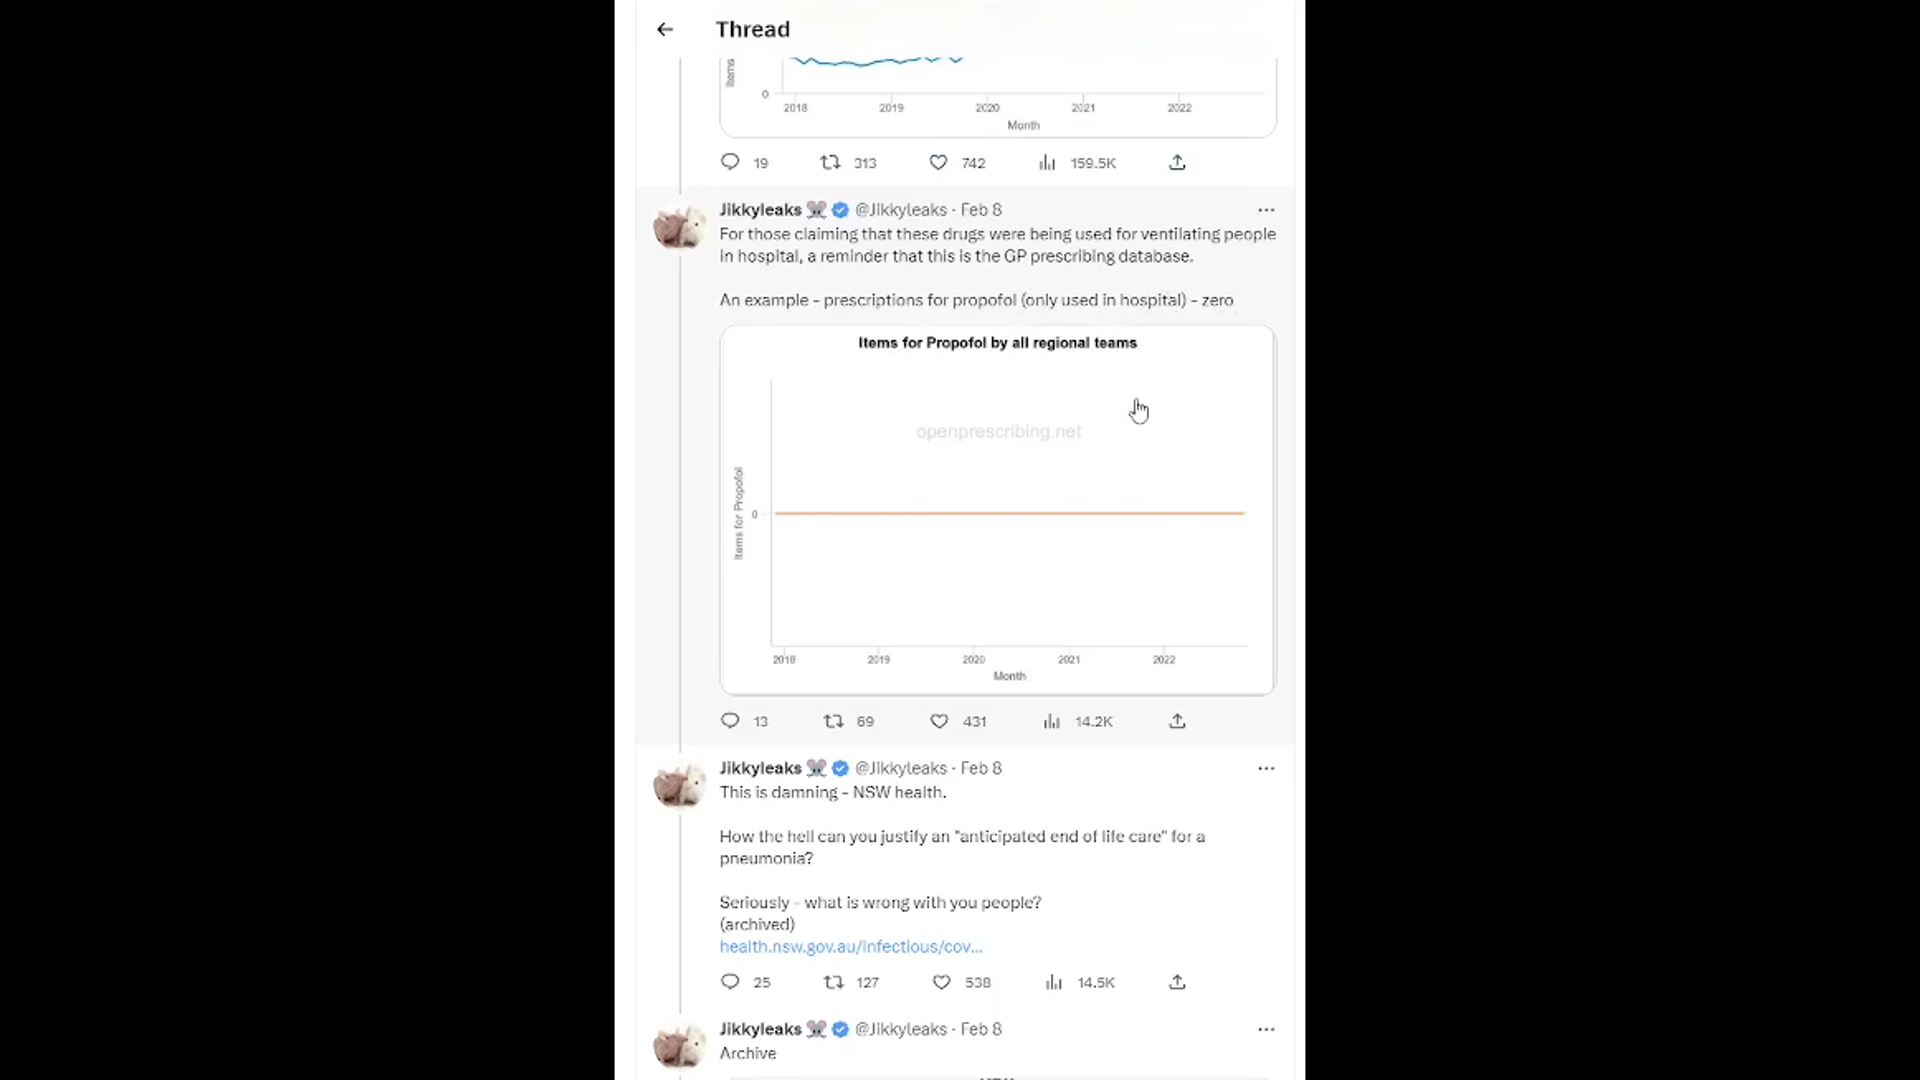 Thread
Items
0
2018 2019 2020 2021 2022
Month
19 313 742 159.5K
Jikkyleaks @Jikkyleaks · Feb 8
For those claiming that these drugs were being used for ventilating people
in hospital, a reminder that this is the GP prescribing database.
An example - prescriptions for propofol (only used in hospital) - zero
Items for Propofol by all regional teams
openprescribing.net
Items for Propofol
0
2018 2019 2020 2021 2022
Month
13 69 431 14.2K
Jikkyleaks @Jikkyleaks · Feb 8
This is damning - NSW health.
How the hell can you justify an "anticipated end of life care" for a
pneumonia?
Seriously - what is wrong with you people?
(archived)
health.nsw.gov.au/Infectious/cov...
25 127 538 14.5K
Jikkyleaks @Jikkyleaks · Feb 8
Archive